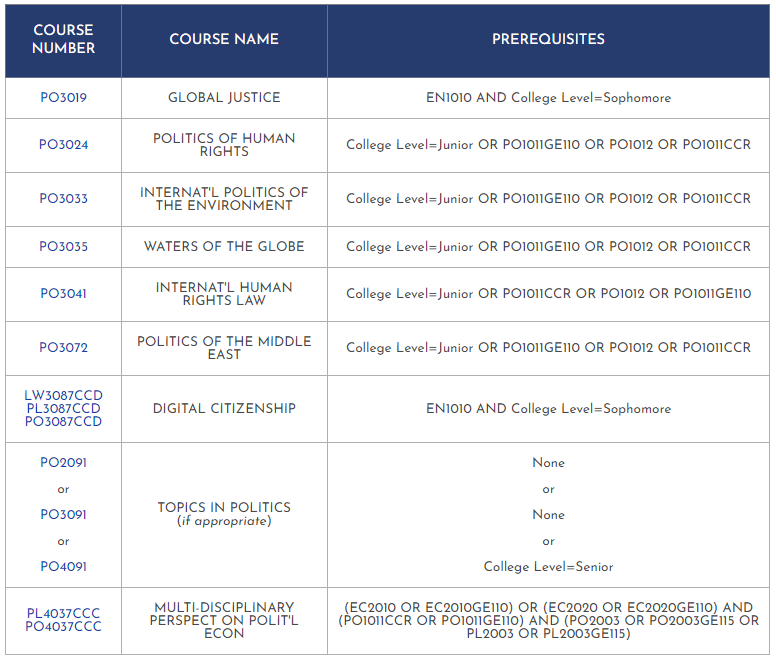 COURSE
NUMBER
COURSE NAME
PREREQUISITES
PO3019
GLOBAL JUSTICE
EN1010 AND College Level=Sophomore
PO3024
POLITICS OF HUMAN
RIGHTS
College Level=Junior OR PO1011GE110 OR PO1012 OR PO1011CCR
PO3033
INTERNAT'L POLITICS OF
THE ENVIRONMENT
College Level=Junior OR PO1011GE110 OR PO1012 OR PO1011CCR
PO3035
WATERS OF THE GLOBE
College Level=Junior OR PO1011GE110 OR PO1012 OR PO1011CCR
PO3041
INTERNAT'L HUMAN
RIGHTS LAW
College Level=Junior OR PO1011CCR OR PO1012 OR PO1011GE110
PO3072
POLITICS OF THE MIDDLE
EAST
College Level=Junior OR PO1011GE110 OR PO1012 OR PO1011CCR
LW3087CCD
PL3087CCD
PO3087CCD
DIGITAL CITIZENSHIP
EN1010 AND College Level=Sophomore
PO2091
or
PO3091
or
PO4091
TOPICS IN POLITICS
(if appropriate)
None
or
None
or
College Level=Senior
PL4037CCC
PO4037CCC
MULTI-DISCIPLINARY
PERSPECT ON POLIT'L
ECON
(EC2010 OR EC2010GE110) OR (EC2020 OR EC2020GE110) AND
(PO1011CCR OR PO1011GE110) AND (PO2003 OR PO2003GE115 OR
PL2003 OR PL2003GE115)